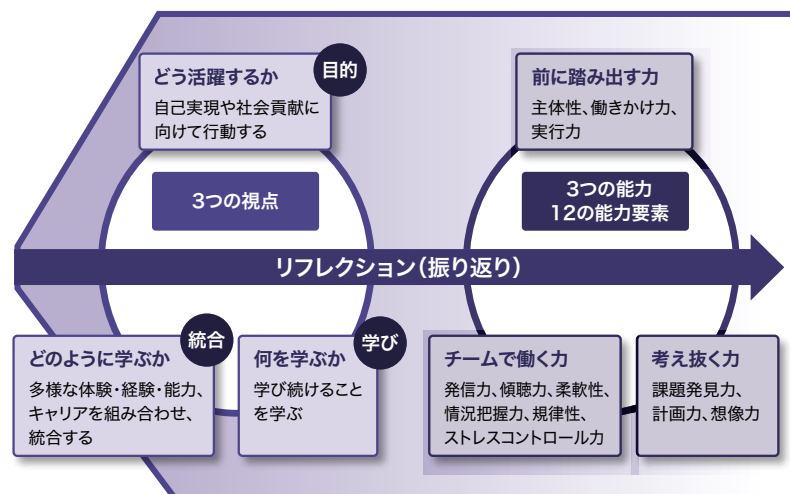 どう活躍するか
目的
自己実現や社会貢献に
向けて行動する
3つの視点
前に踏み出す力
主体性、働きかけ力、
実行力
3つの能力
12の能力要素
リフレクション（振り返り）
統合
どのように学ぶか
多様な体験・経験・能力、
キャリアを組み合わせ、
統合する
学び
何を学ぶか
学び続けること
を学ぶ
チームで働く力
発信力、傾聴力、柔軟性、
情況把握力、規律性、
ストレスコントロール力
考え抜く力
課題発見力、
計画力、想像力